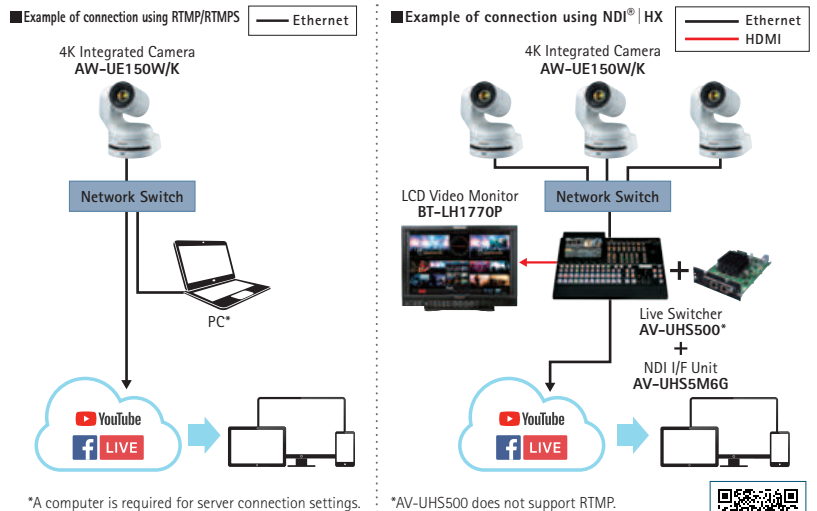 ■Example of connection using RTMP/RTMPS
Ethernet
4K Integrated Camera
AW-UE150W/K
Network Switch
PC*
YouTube
f LIVE
*A computer is required for server connection settings.
■Example of connection using NDI® | HX
Ethernet
HDMI
4K Integrated Camera
AW-UE150W/K
LCD Video Monitor
BT-LH1770P
Network Switch
+
Live Switcher
AV-UHS500*
+
NDI I/F Unit
AV-UHS5M6G
YouTube
f LIVE
*AV-UHS500 does not support RTMP.